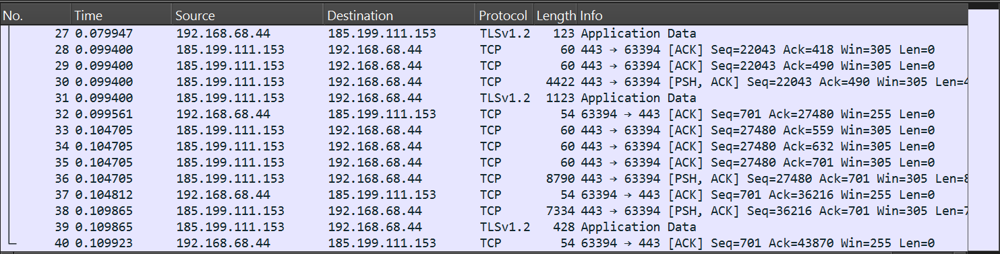 No. Time Source Destination Protocol Length Info
27 0.079947 192.168.68.44 185.199.111.153 TLSv1.2 123 Application Data
28 0.099400 185.199.111.153 192.168.68.44 TCP 60 443 → 63394 [ACK] Seq=22043 Ack=418 Win=305 Len=0
29 0.099400 185.199.111.153 192.168.68.44 TCP 60 443 → 63394 [ACK] Seq=22043 Ack=490 Win=305 Len=0
30 0.099400 185.199.111.153 192.168.68.44 TCP 4422 443 → 63394 [PSH, ACK] Seq=22043 Ack=490 Win=305 Len=4
31 0.099400 185.199.111.153 192.168.68.44 TLSv1.2 1123 Application Data
32 0.099561 192.168.68.44 185.199.111.153 TCP 54 63394 → 443 [ACK] Seq=701 Ack=27480 Win=255 Len=0
33 0.104705 185.199.111.153 192.168.68.44 TCP 60 443 → 63394 [ACK] Seq=27480 Ack=559 Win=305 Len=0
34 0.104705 185.199.111.153 192.168.68.44 TCP 60 443 → 63394 [ACK] Seq=27480 Ack=632 Win=305 Len=0
35 0.104705 185.199.111.153 192.168.68.44 TCP 60 443 → 63394 [ACK] Seq=27480 Ack=701 Win=305 Len=0
36 0.104705 185.199.111.153 192.168.68.44 TCP 8790 443 → 63394 [PSH, ACK] Seq=27480 Ack=701 Win=305 Len=8
37 0.104812 192.168.68.44 185.199.111.153 TCP 54 63394 → 443 [ACK] Seq=701 Ack=36216 Win=255 Len=0
38 0.109865 185.199.111.153 192.168.68.44 TCP 7334 443 → 63394 [PSH, ACK] Seq=36216 Ack=701 Win=305 Len=7
39 0.109865 185.199.111.153 192.168.68.44 TLSv1.2 428 Application Data
40 0.109923 192.168.68.44 185.199.111.153 TCP 54 63394 → 443 [ACK] Seq=701 Ack=43870 Win=255 Len=0